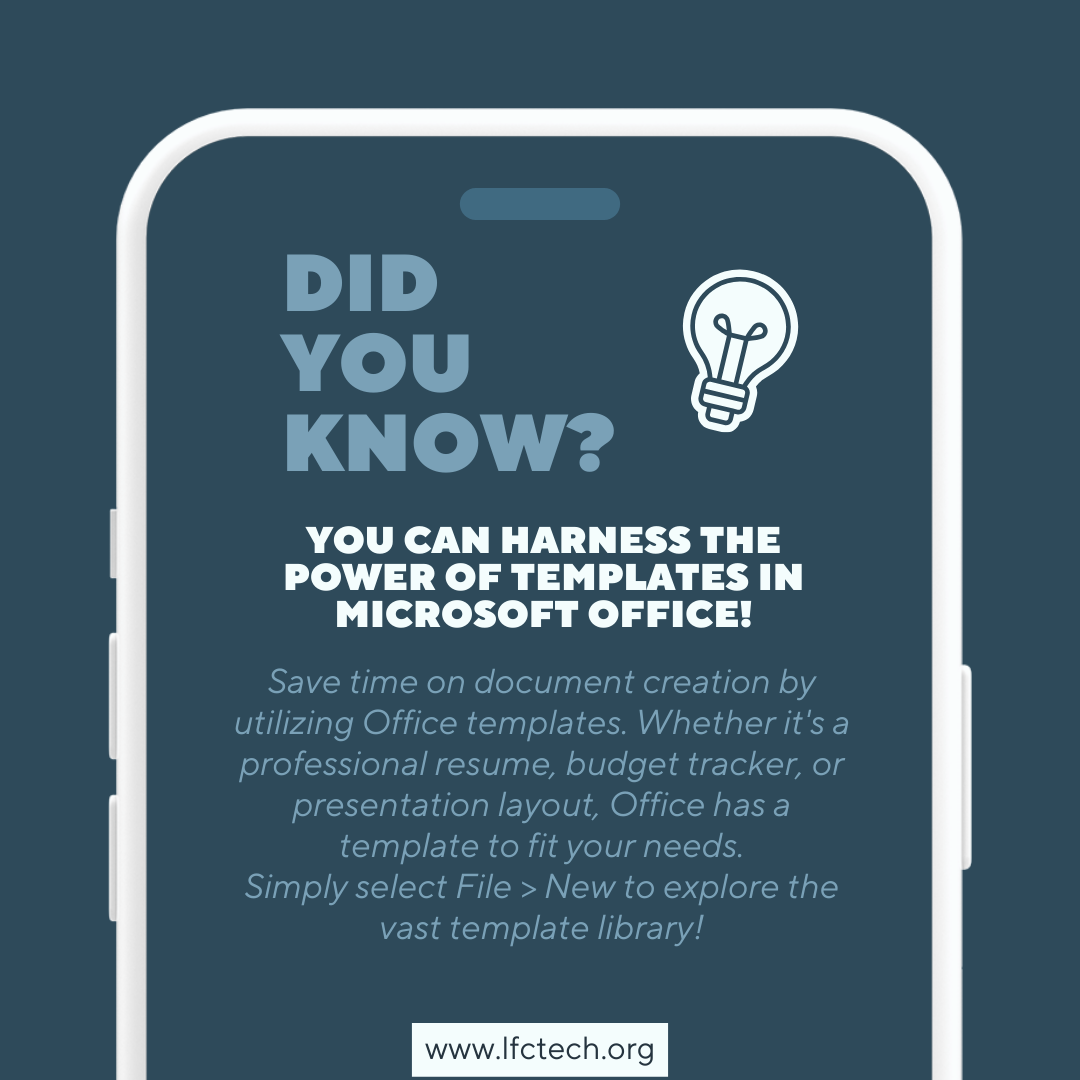 DID
YOU
KNOW?
YOU CAN HARNESS THE
POWER OF TEMPLATES IN
MICROSOFT OFFICE!
Save time on document creation by
utilizing Office templates. Whether it's a
professional resume, budget tracker, or
presentation layout, Office has a
template to fit your needs.
Simply select File > New to explore the
vast template library!
www.lfctech.org